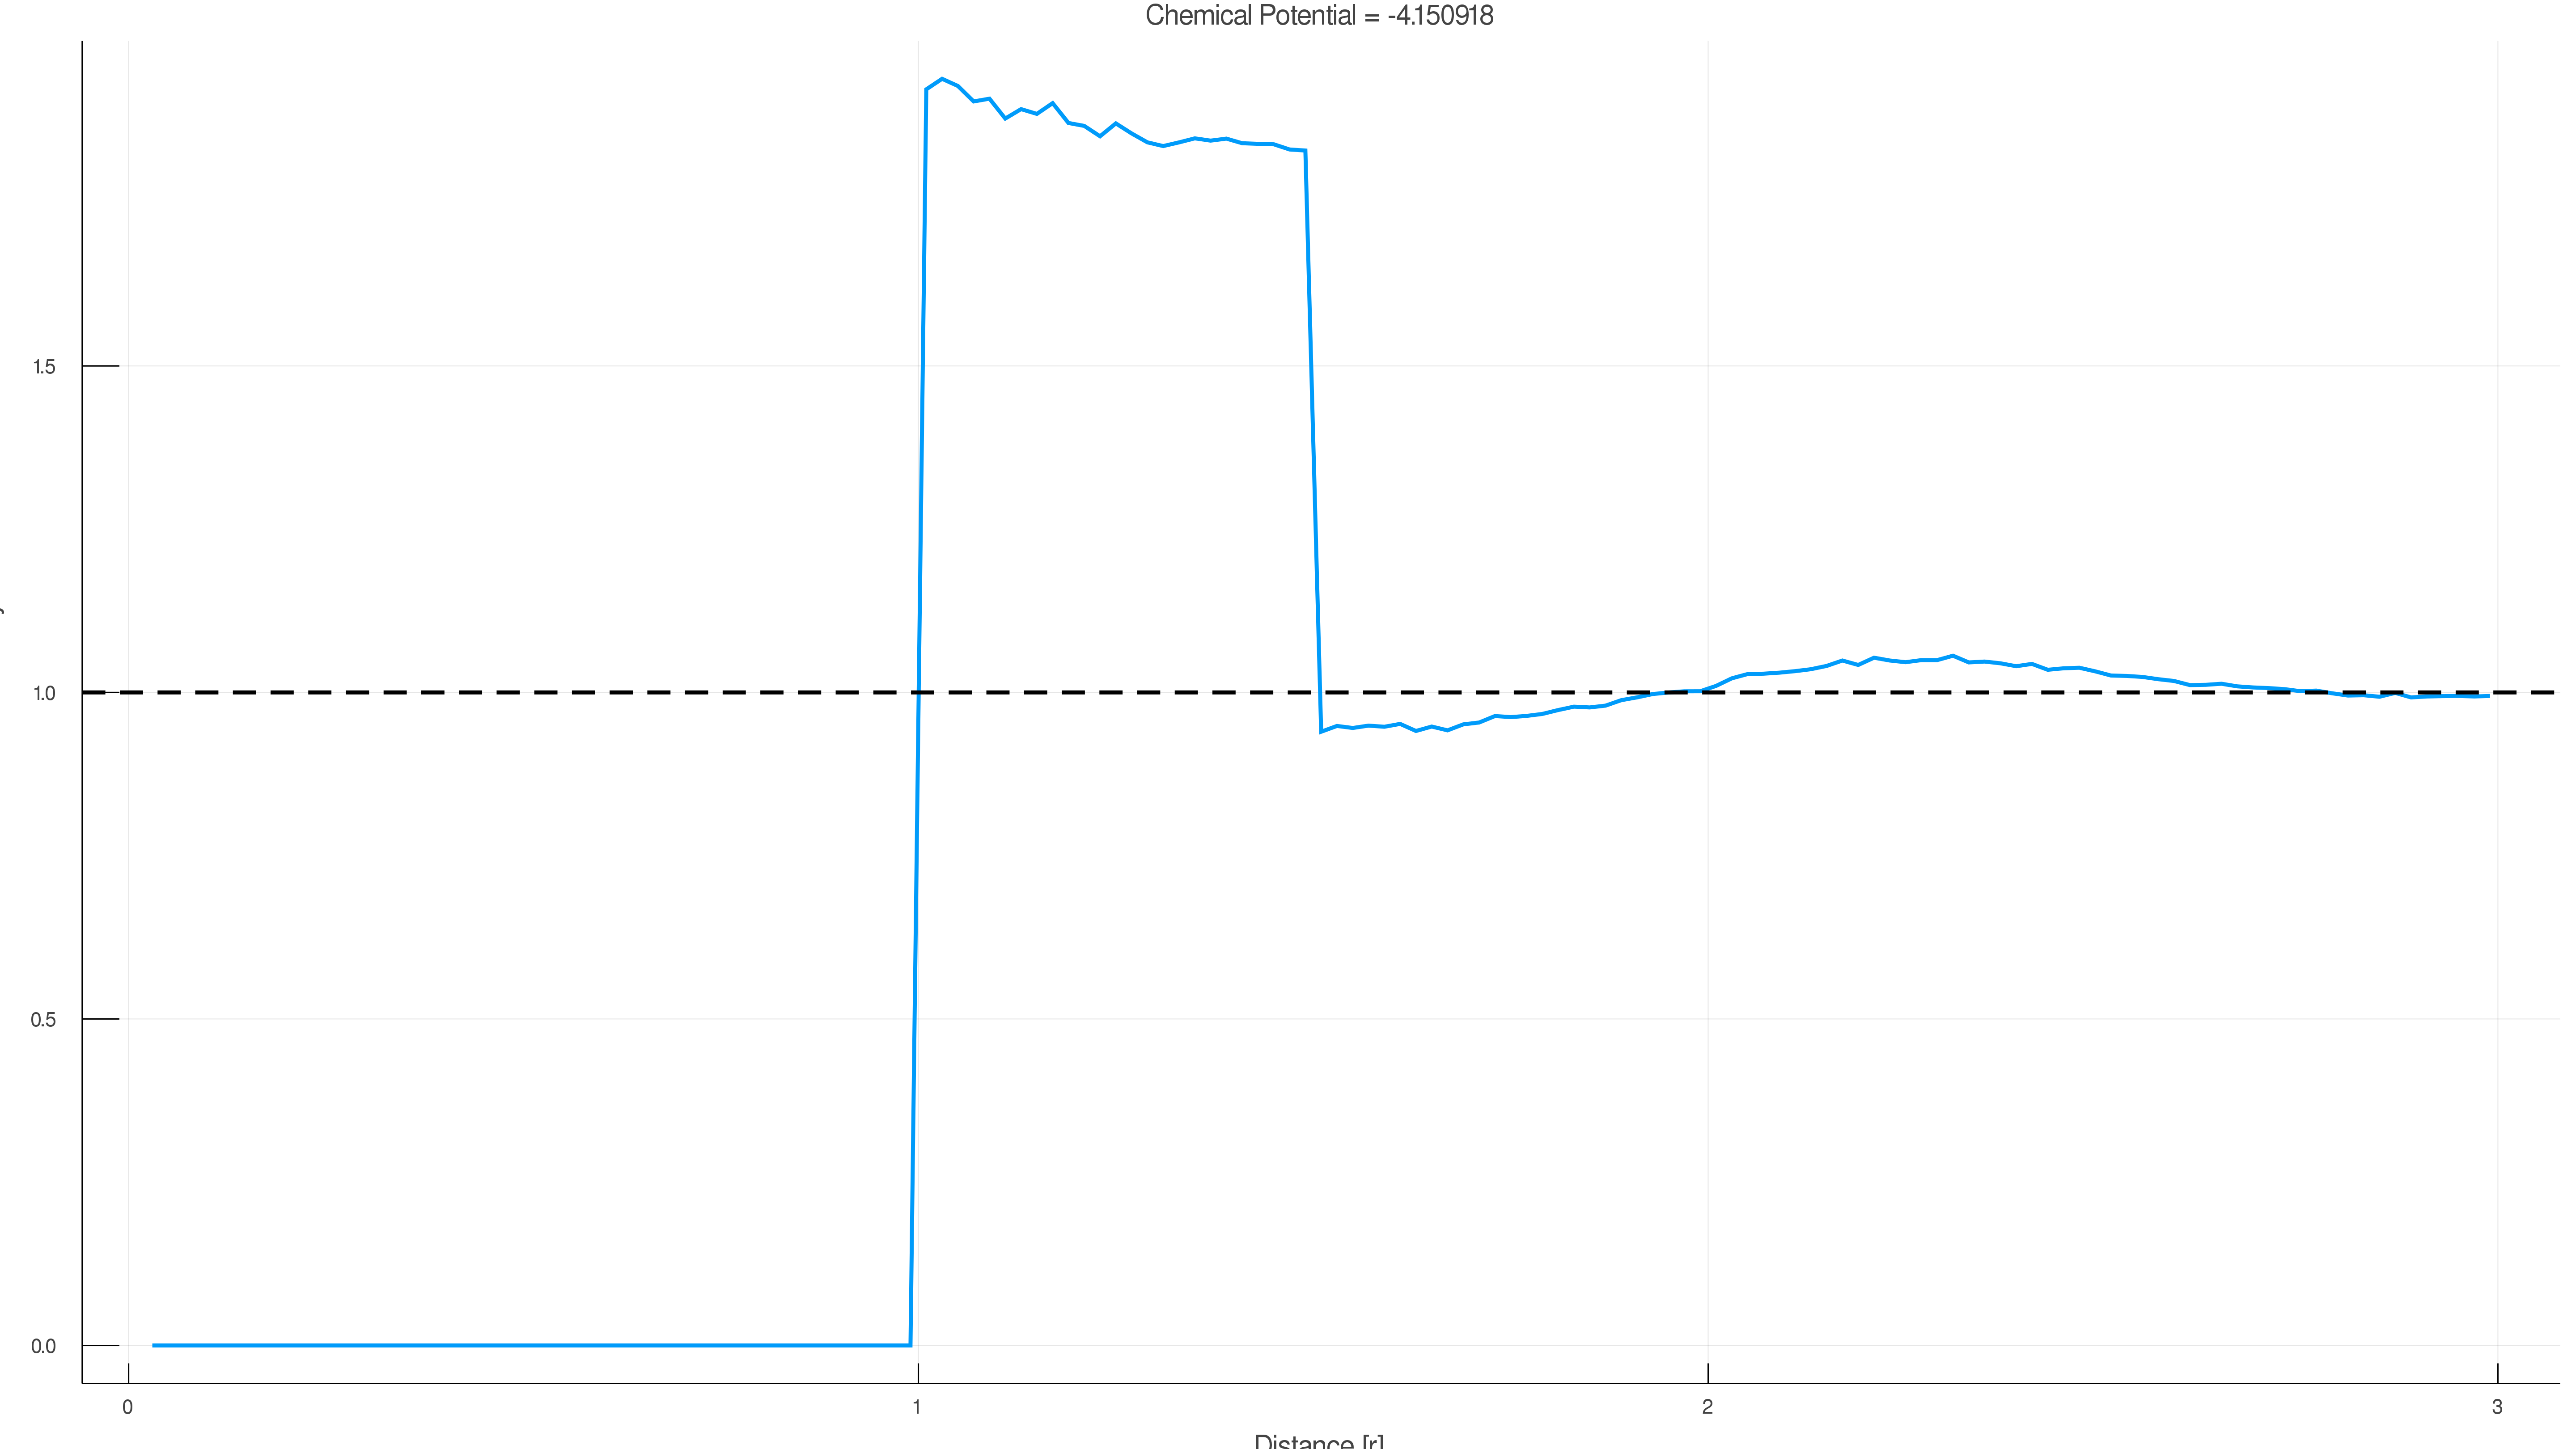 Chemical Potential = -4.150918
1.5
1.0
0.5
0.0
0 1 2 3
Distance [r]